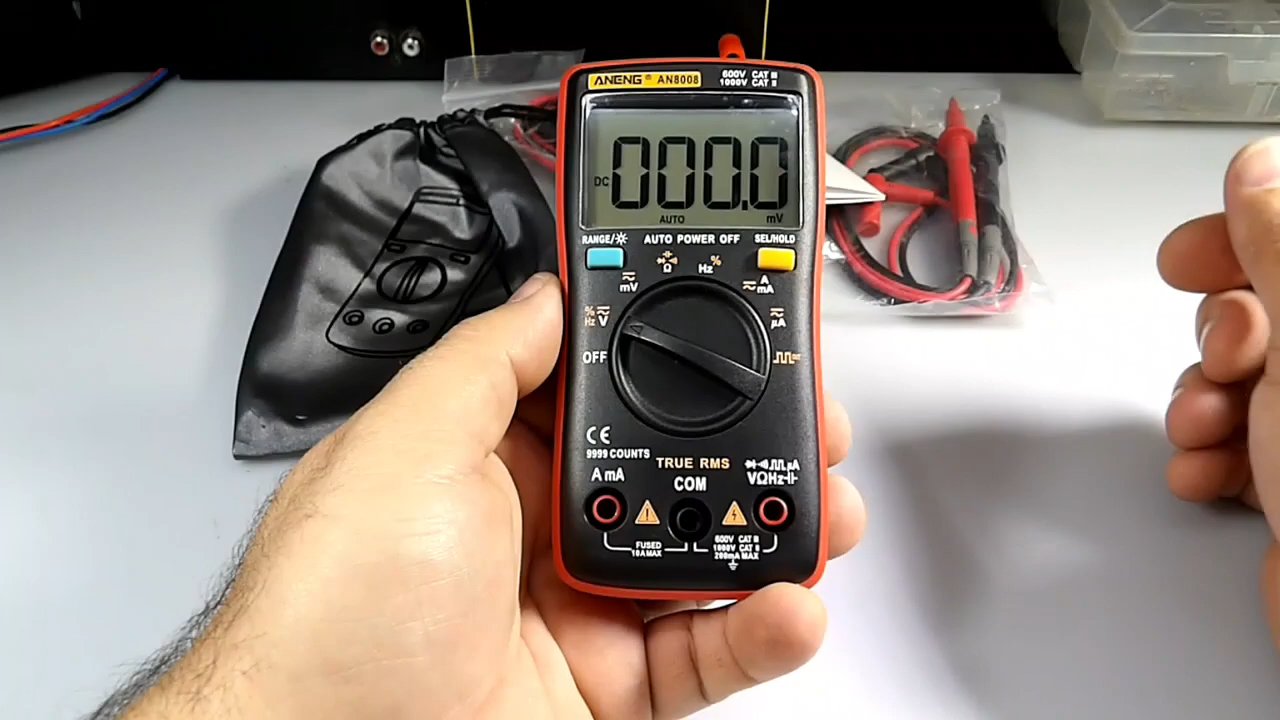 ANENG® AN8008
600V CAT III
1000V CAT II
DC 000.0
AUTO mV
RANGE/ AUTO POWER OFF SEL/HOLD
mV Ω Hz % A mA
% Hz V µA
OFF OUT
CE
9999 COUNTS
TRUE RMS
A mA COM µA
VΩHz
FUSED
10A MAX
600V CAT III
1000V CAT II
200mA MAX